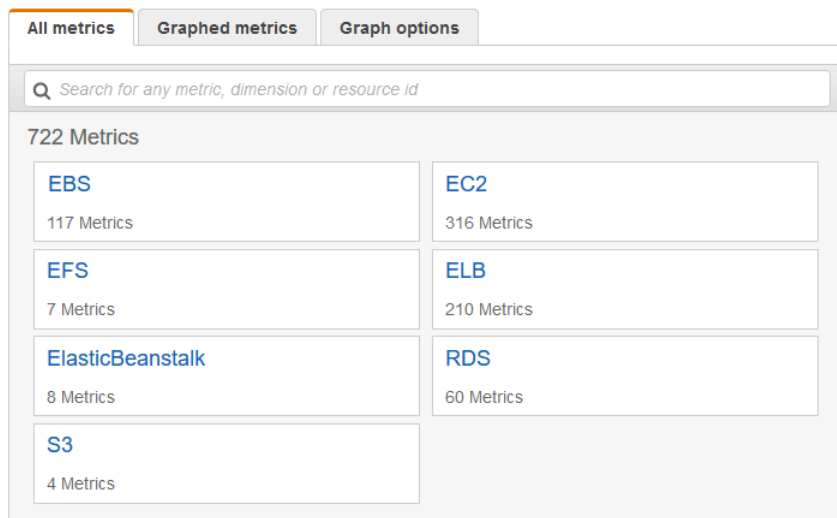 All metrics Graphed metrics Graph options
Search for any metric, dimension or resource id
722 Metrics
EBS
117 Metrics
EC2
316 Metrics
EFS
7 Metrics
ELB
210 Metrics
ElasticBeanstalk
8 Metrics
RDS
60 Metrics
S3
4 Metrics